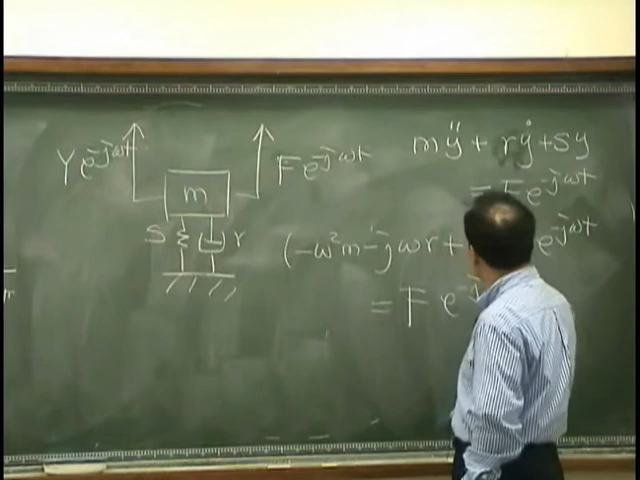 Ye^{-jωt}
m
Fe^{-jωt}
s
r
mÿ + rẏ + sy
= Fe^{-jωt}
(-ω²m - jωr +
e^{-jωt}
= F e^{-j